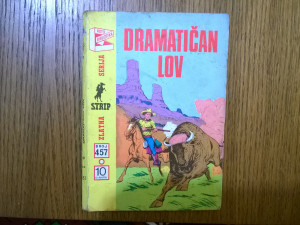 DRAMATIČAN
LOV
ZLATNA SERIJA
STRIP
BROJ
457
10